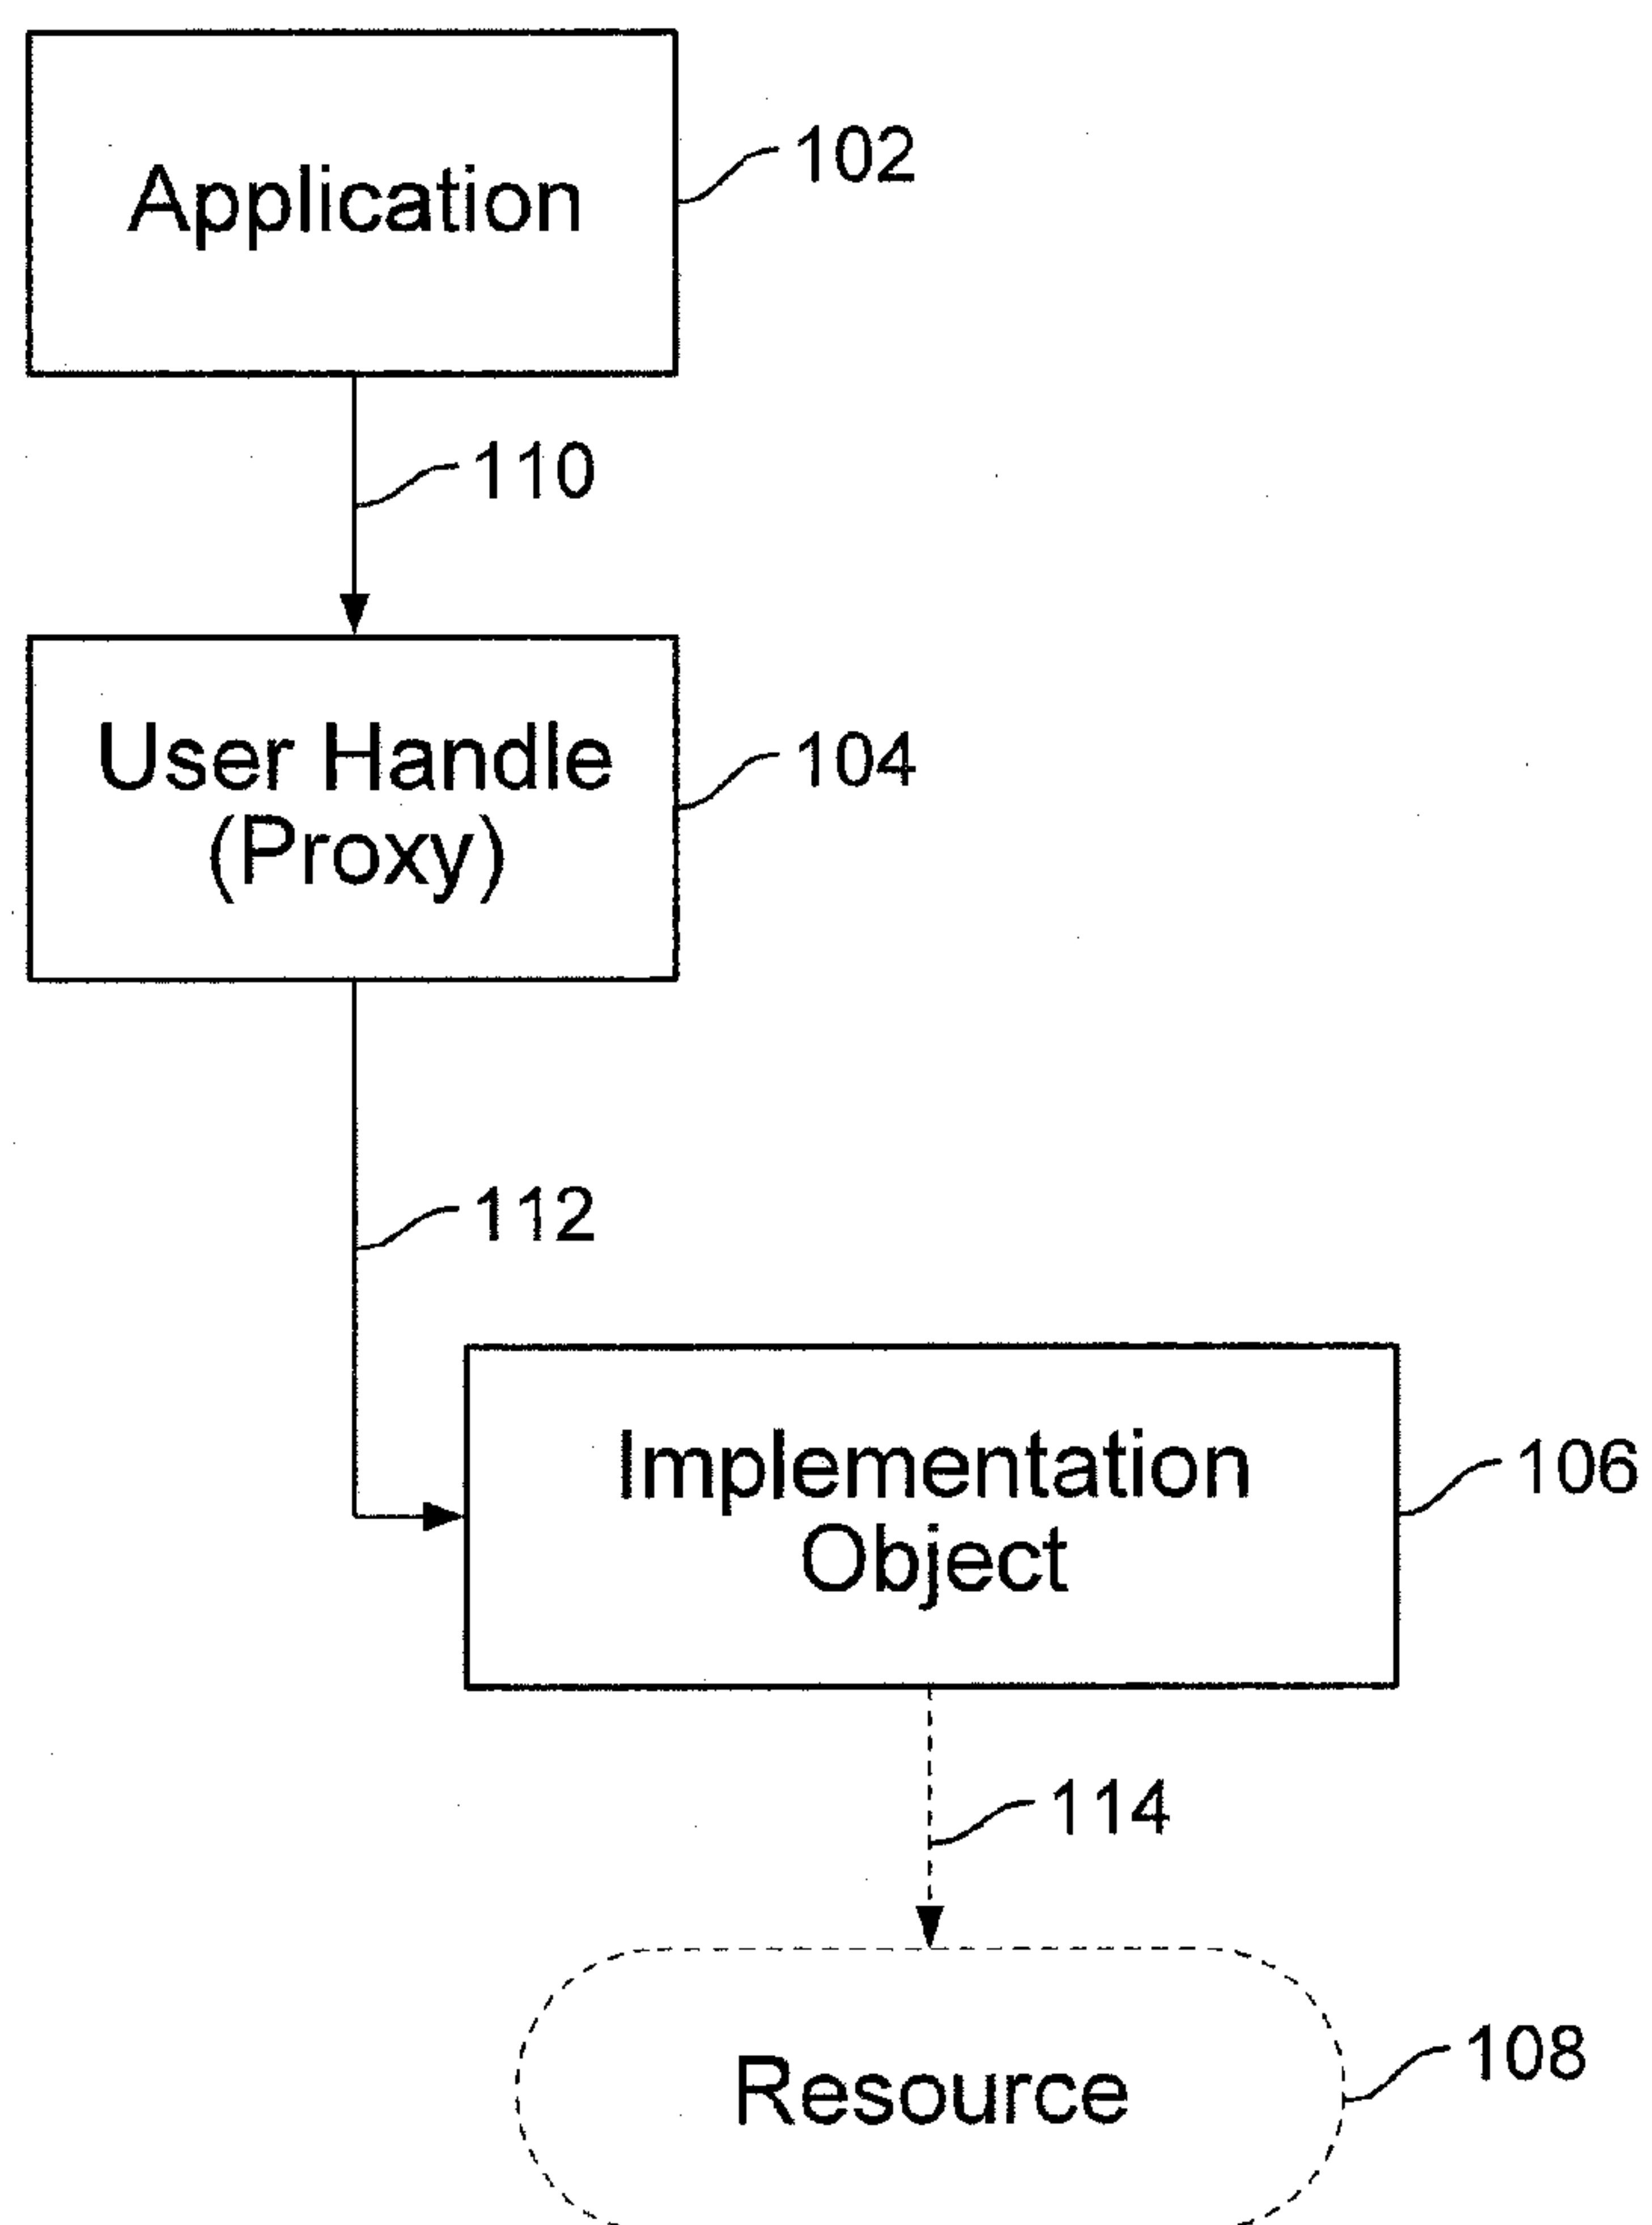 Application
102
110
User Handle
(Proxy)
104
112
Implementation
Object
106
114
Resource
108